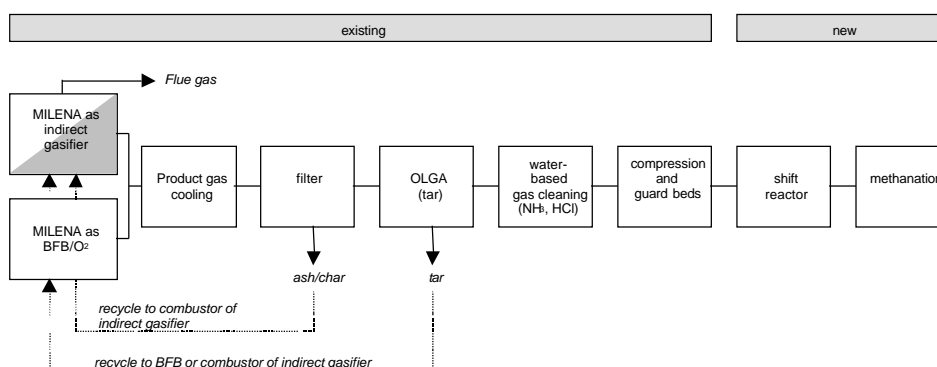 existing
new
Flue gas
MILENA as
indirect
gasifier
MILENA as
BFB/O2
Product gas
cooling
filter
OLGA
(tar)
water-
based
gas cleaning
(NH3, HCl)
compression
and
guard beds
shift
reactor
methanation
ash/char
tar
recycle to combustor of
indirect gasifier
recycle to BFB or combustor of indirect gasifier